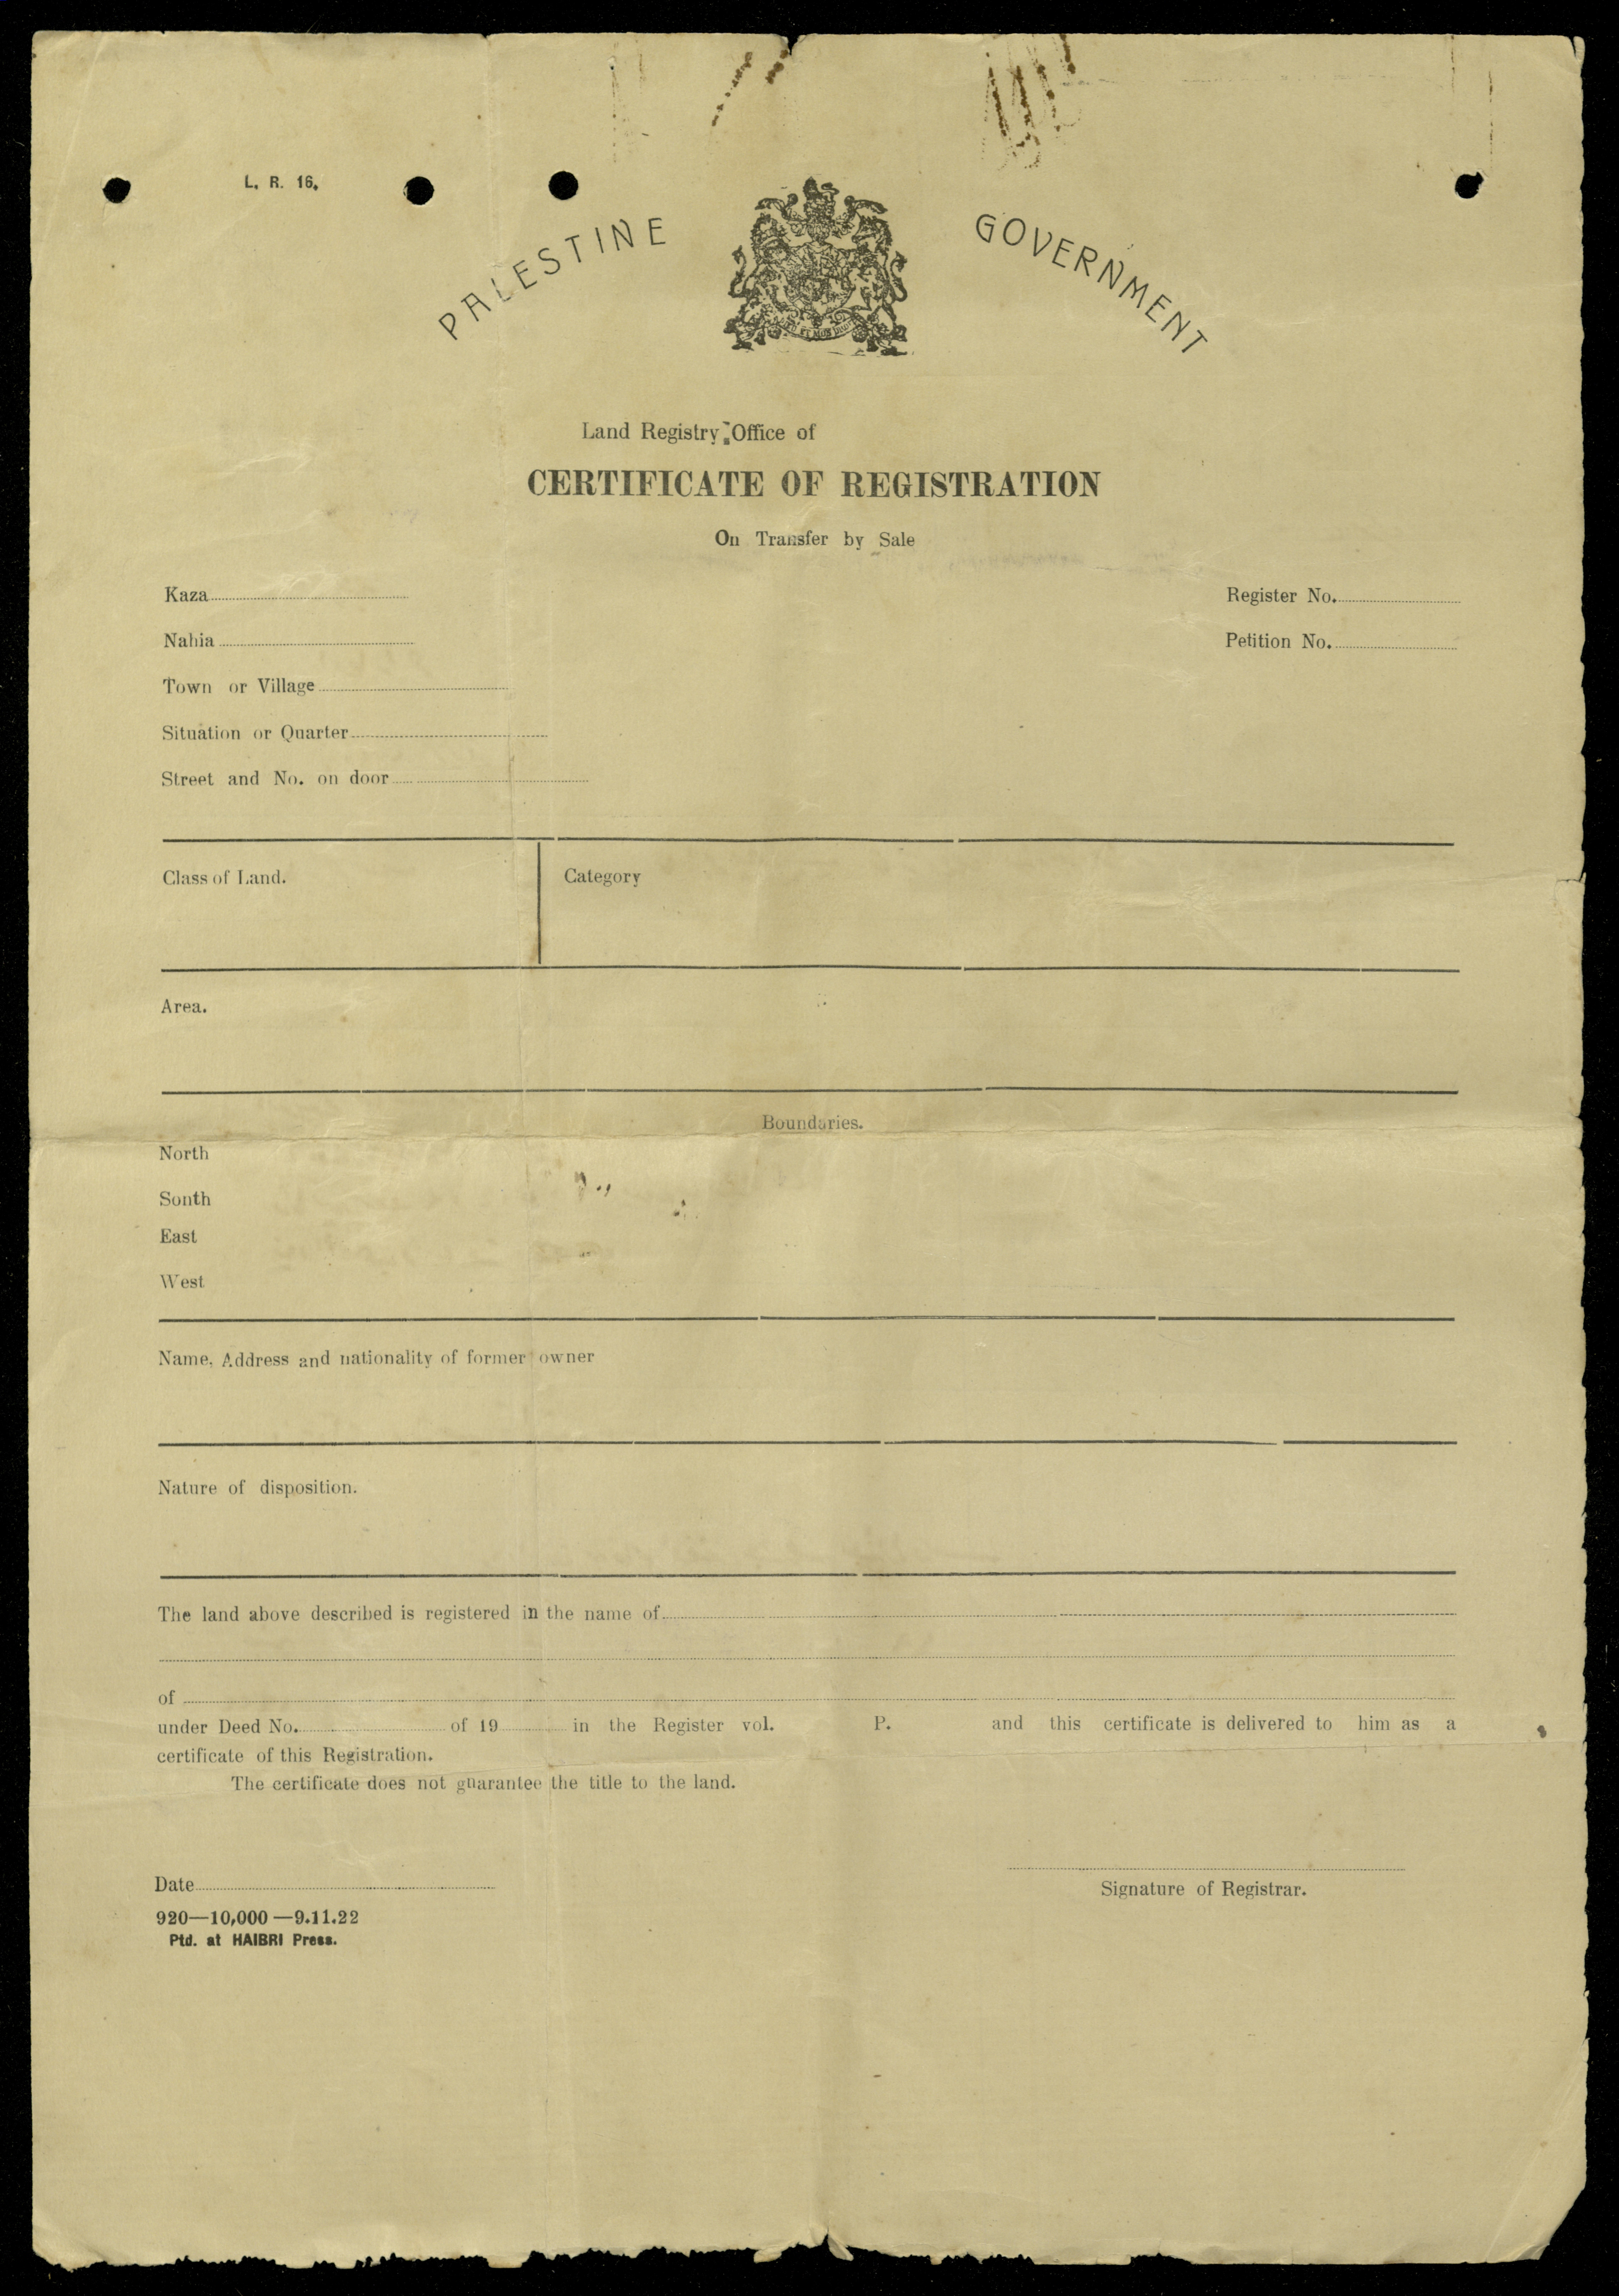 L. R. 16.
PALESTINE GOVERNMENT
Land Registry Office of
CERTIFICATE OF REGISTRATION
On Transfer by Sale
Kaza
Register No.
Nahia
Petition No.
Town or Village
Situation or Quarter
Street and No. on door
Class of Land.
Category
Area.
Boundaries.
North
Sonth
East
West
Name, Address and nationality of former owner
Nature of disposition.
The land above described is registered in the name of
of
under Deed No. of 19 in the Register vol. P. and this certificate is delivered to him as a
certificate of this Registration.
The certificate does not guarantee the title to the land.
Date
Signature of Registrar.
920—10,000—9.11.22
Ptd. at HAIBRI Press.